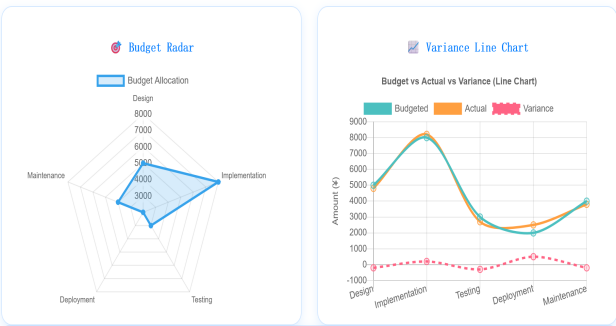 🎯 Budget Radar
Budget Allocation
Design
8000
7000
6000
5000
4000
3000
Maintenance
Implementation
Deployment
Testing
📈 Variance Line Chart
Budget vs Actual vs Variance (Line Chart)
Budgeted Actual Variance
9000
8000
7000
6000
5000
4000
3000
2000
1000
0
-1000
Amount (¥)
Design Implementation Testing Deployment Maintenance